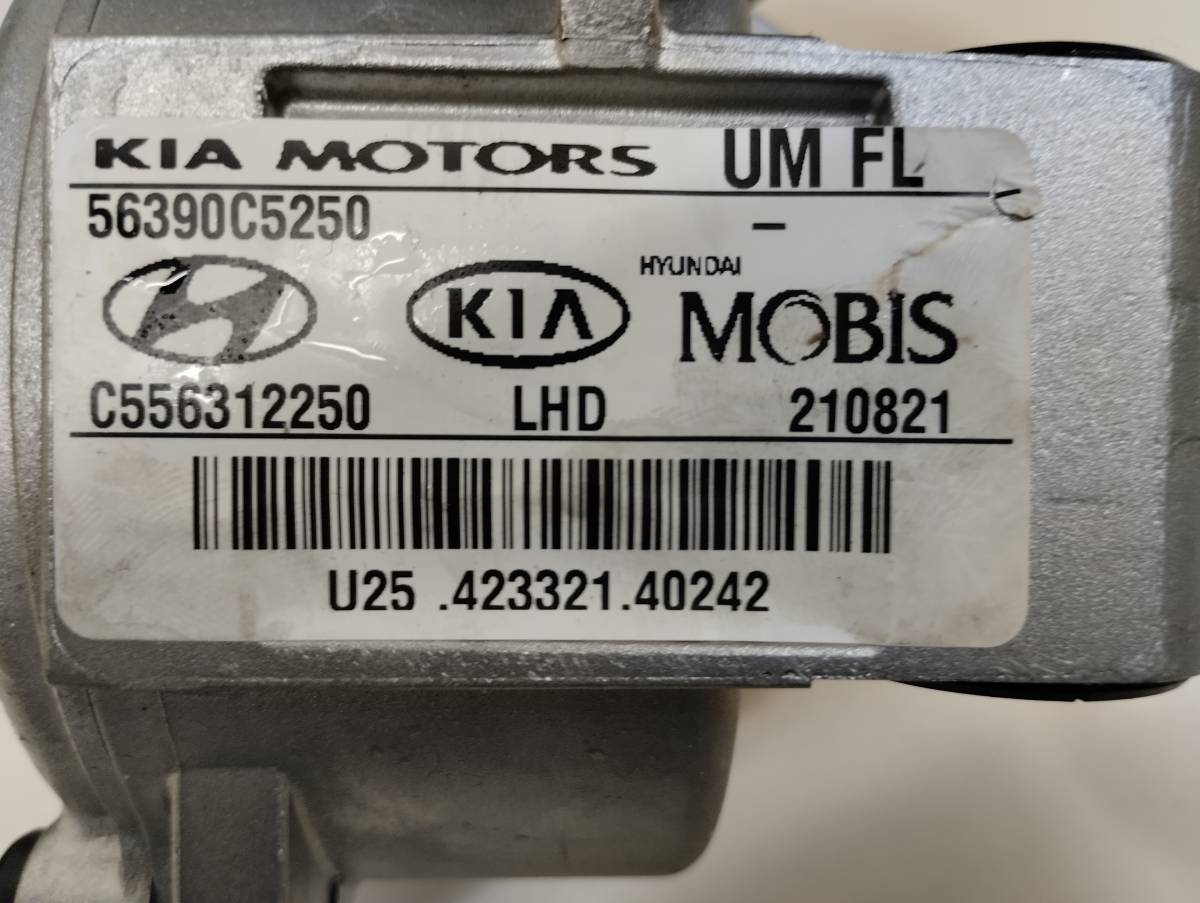 KIA MOTORS UM FL
56390C5250 -
HYUNDAI
KIA MOBIS
C556312250 LHD 210821
U25 .423321.40242